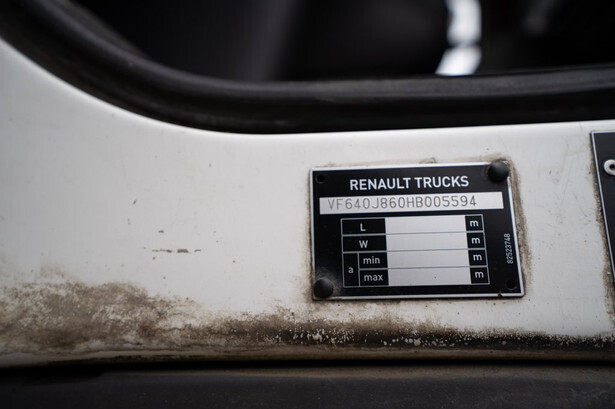 RENAULT TRUCKS
VF640J860HB005594
L m
W m
a min m
max m
82523748